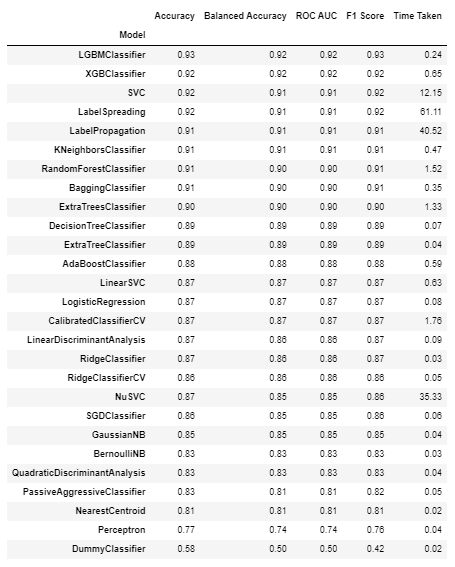 Accuracy Balanced Accuracy ROC AUC F1 Score Time Taken
Model
LGBMClassifier 0.93 0.92 0.92 0.93 0.24
XGBClassifier 0.92 0.92 0.92 0.92 0.65
SVC 0.92 0.91 0.91 0.92 12.15
LabelSpreading 0.92 0.91 0.91 0.92 61.11
LabelPropagation 0.91 0.91 0.91 0.91 40.52
KNeighborsClassifier 0.91 0.91 0.91 0.91 0.47
RandomForestClassifier 0.91 0.90 0.90 0.91 1.52
BaggingClassifier 0.91 0.90 0.90 0.91 0.35
ExtraTreesClassifier 0.90 0.90 0.90 0.90 1.33
DecisionTreeClassifier 0.89 0.89 0.89 0.89 0.07
ExtraTreeClassifier 0.89 0.89 0.89 0.89 0.04
AdaBoostClassifier 0.88 0.88 0.88 0.88 0.59
LinearSVC 0.87 0.87 0.87 0.87 0.63
LogisticRegression 0.87 0.87 0.87 0.87 0.08
CalibratedClassifierCV 0.87 0.87 0.87 0.87 1.76
LinearDiscriminantAnalysis 0.87 0.86 0.86 0.87 0.09
RidgeClassifier 0.87 0.86 0.86 0.87 0.03
RidgeClassifierCV 0.86 0.86 0.86 0.86 0.05
NuSVC 0.87 0.85 0.85 0.86 35.33
SGDClassifier 0.86 0.85 0.85 0.86 0.06
GaussianNB 0.85 0.85 0.85 0.85 0.04
BernoulliNB 0.83 0.83 0.83 0.83 0.03
QuadraticDiscriminantAnalysis 0.83 0.83 0.83 0.83 0.04
PassiveAggressiveClassifier 0.83 0.81 0.81 0.82 0.05
NearestCentroid 0.81 0.81 0.81 0.81 0.02
Perceptron 0.77 0.74 0.74 0.76 0.04
DummyClassifier 0.58 0.50 0.50 0.42 0.02